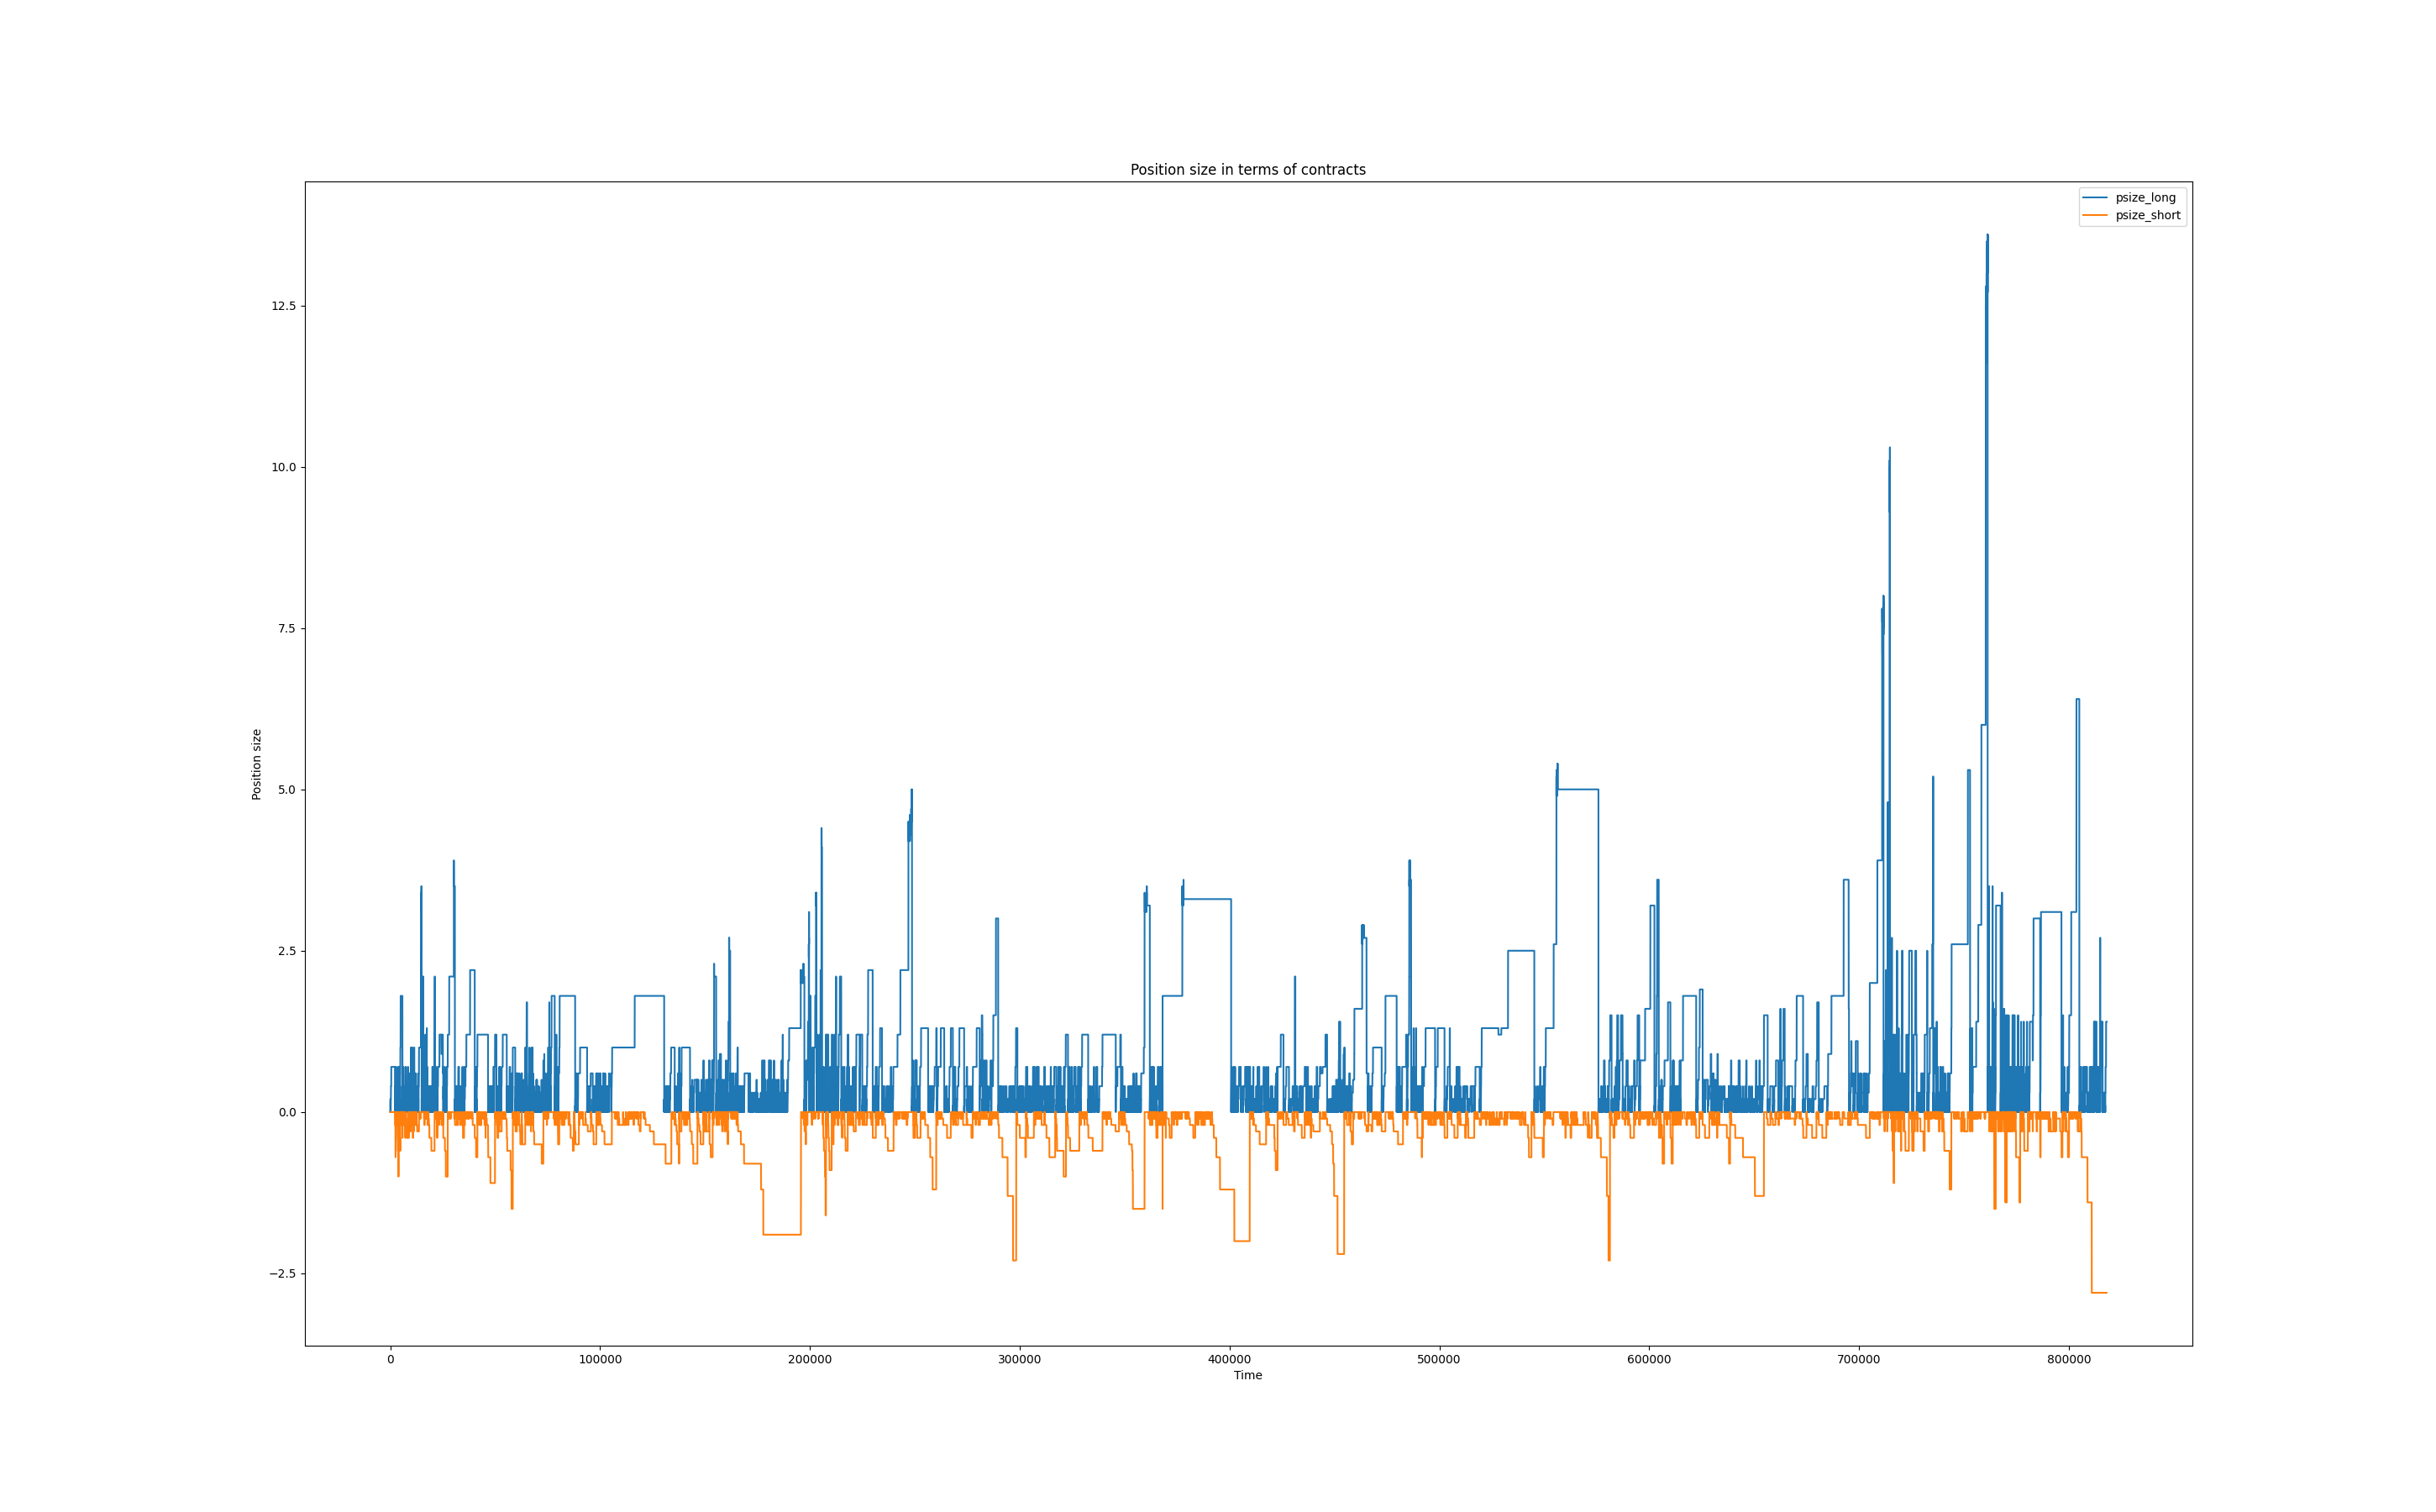 Position size in terms of contracts
psize_long
psize_short
12.5
10.0
7.5
5.0
2.5
0.0
−2.5
Position size
0 100000 200000 300000 400000 500000 600000 700000 800000
Time